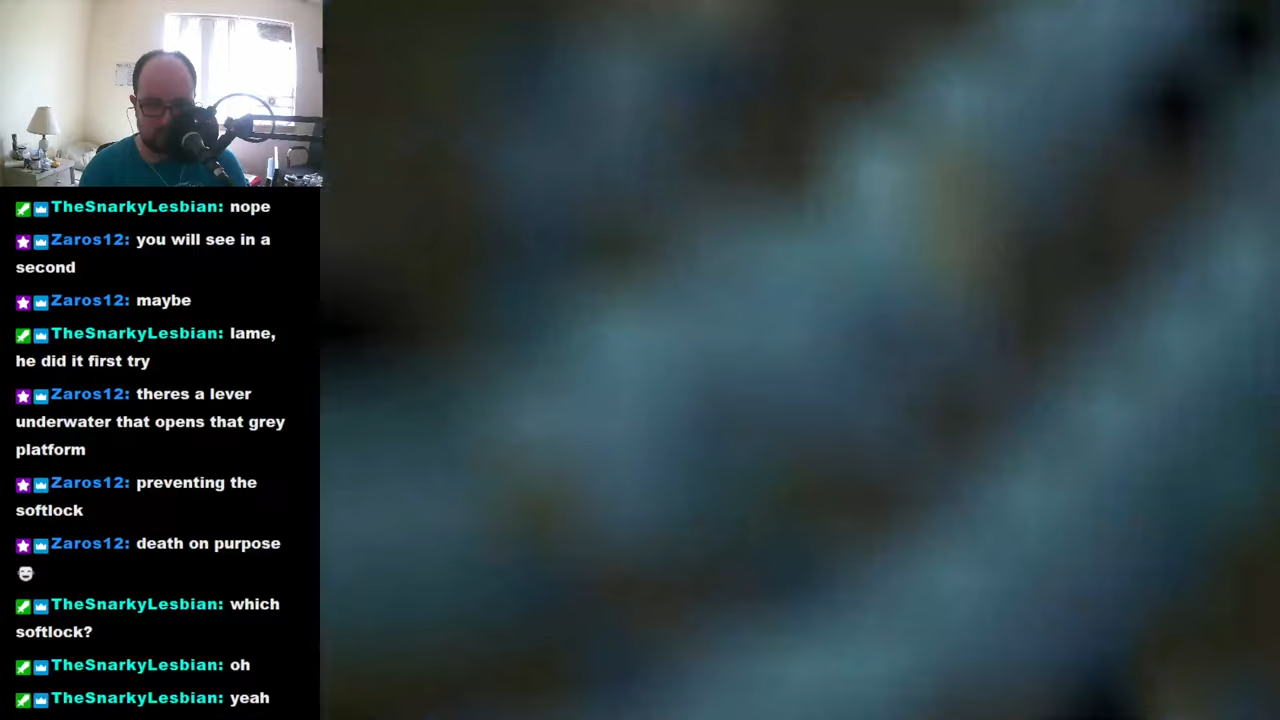 TheSnarkyLesbian: nope
Zaros12: you will see in a
second
Zaros12: maybe
TheSnarkyLesbian: lame,
he did it first try
Zaros12: theres a lever
underwater that opens that grey
platform
Zaros12: preventing the
softlock
Zaros12: death on purpose
TheSnarkyLesbian: which
softlock?
TheSnarkyLesbian: oh
TheSnarkyLesbian: yeah